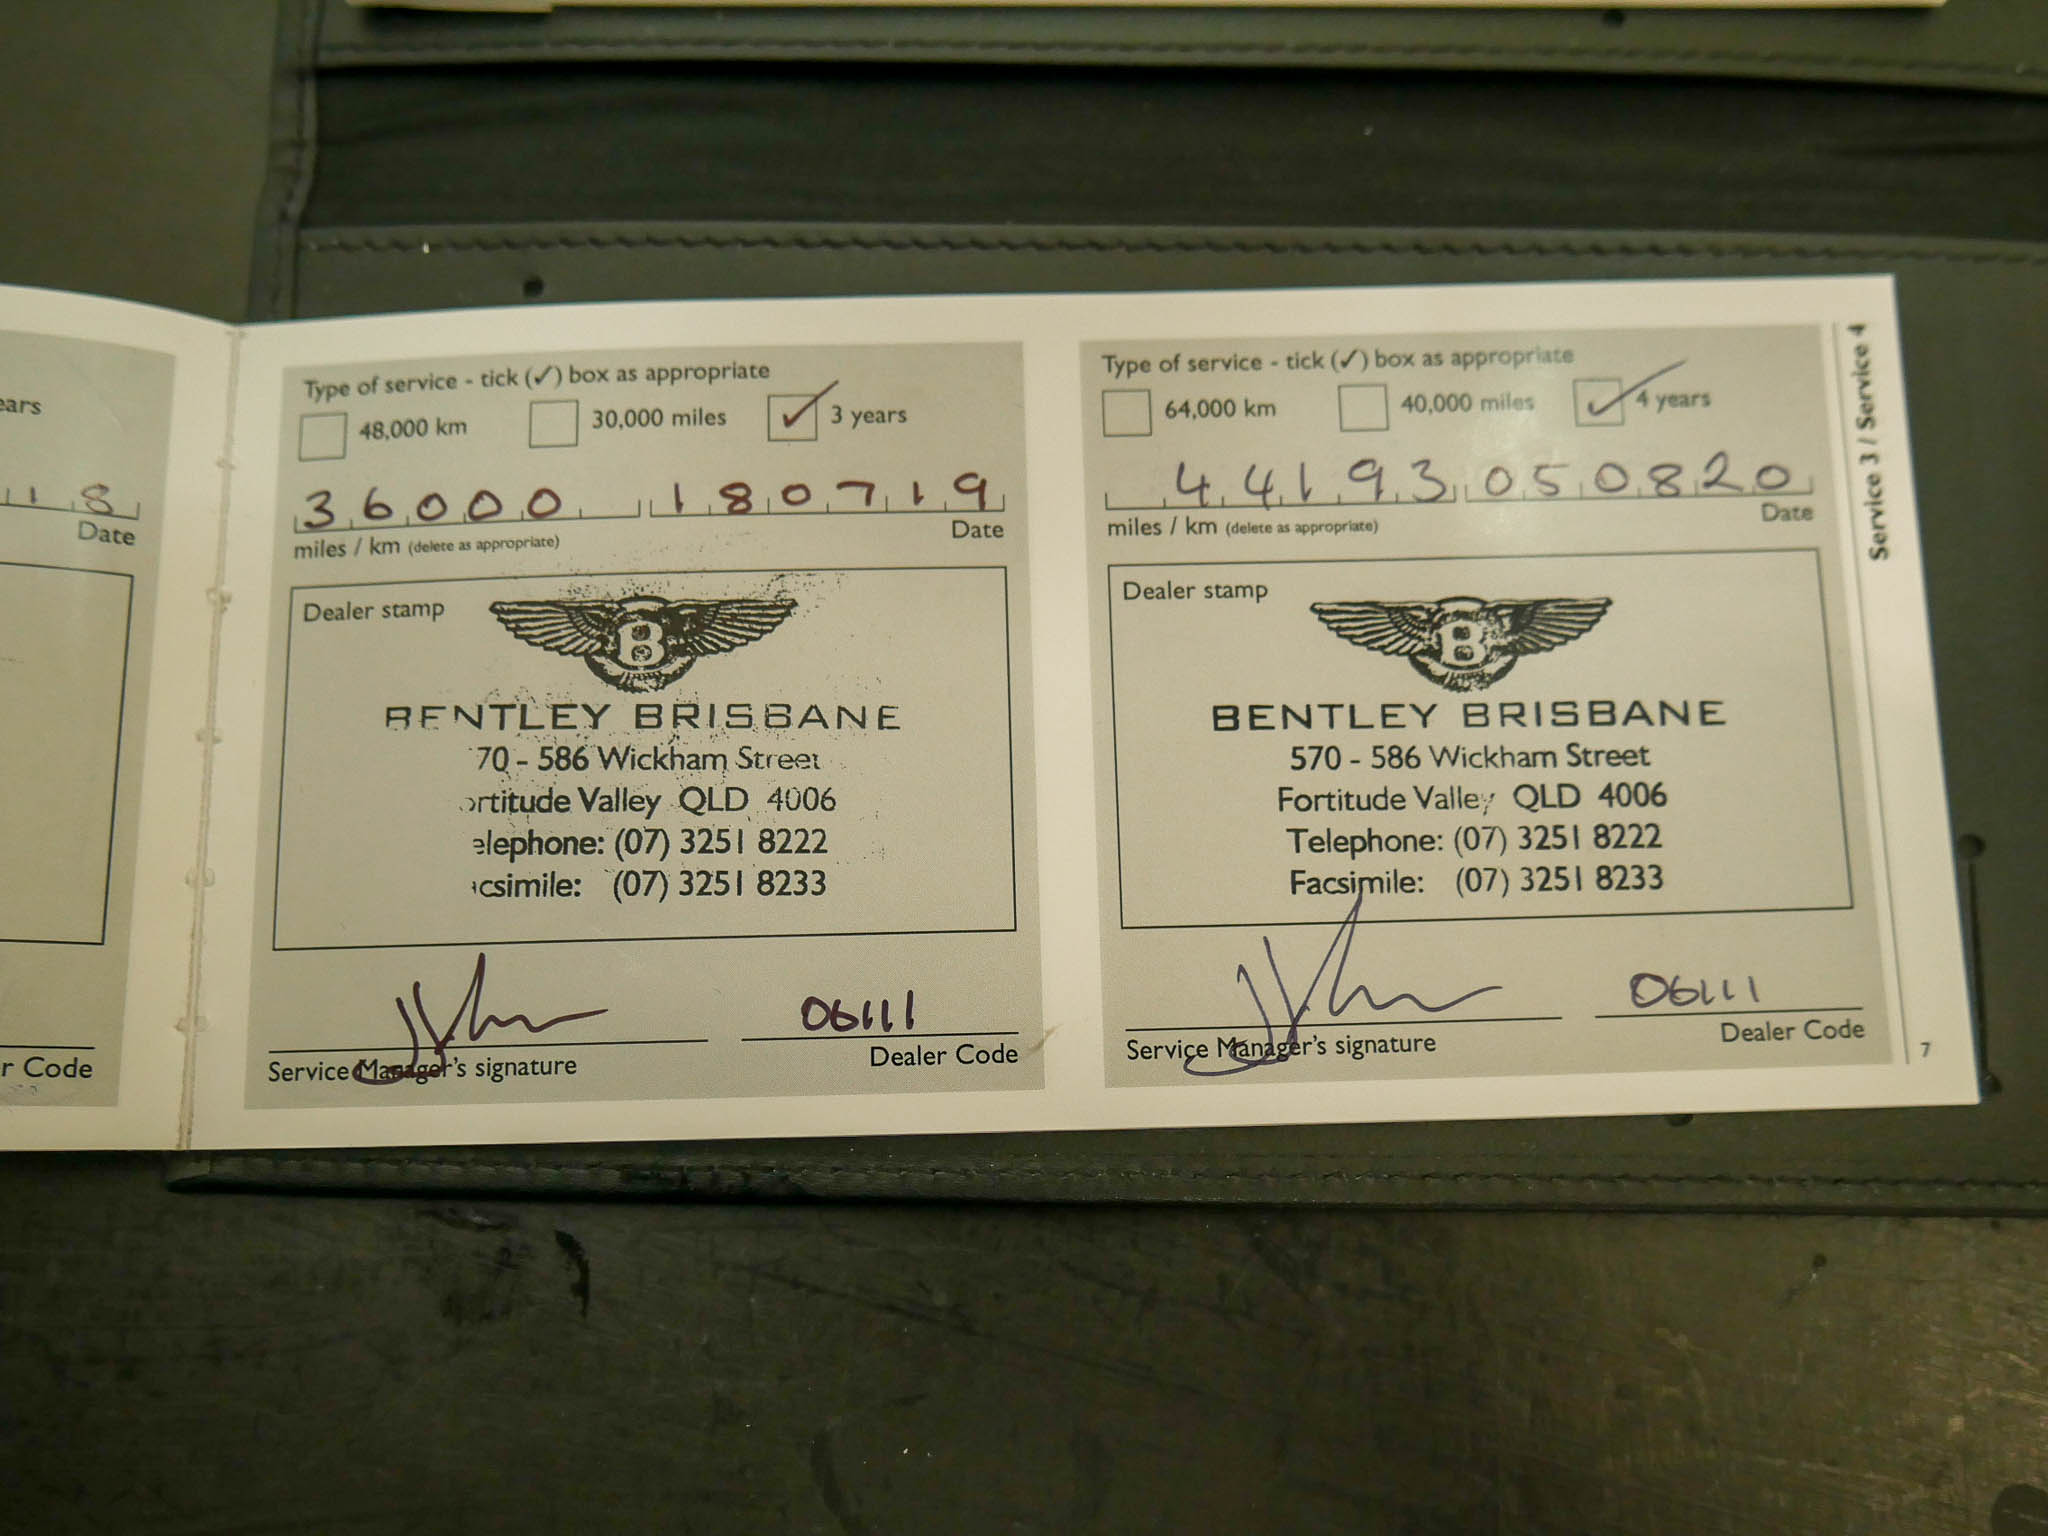 ears
18
Date
r Code
Type of service - tick (✓) box as appropriate
48,000 km 30,000 miles ✓ 3 years
36000 180719
miles / km (delete as appropriate) Date
Dealer stamp
B
BENTLEY BRISBANE
70 - 586 Wickham Street
ortitude Valley QLD 4006
elephone: (07) 3251 8222
csimile: (07) 3251 8233
06111
Service Manager's signature Dealer Code
Type of service - tick (✓) box as appropriate
64,000 km 40,000 miles ✓ 4 years
44193 050820
miles / km (delete as appropriate) Date
Dealer stamp
B
BENTLEY BRISBANE
570 - 586 Wickham Street
Fortitude Valley QLD 4006
Telephone: (07) 3251 8222
Facsimile: (07) 3251 8233
06111
Service Manager's signature Dealer Code
Service 3 / Service 4
7